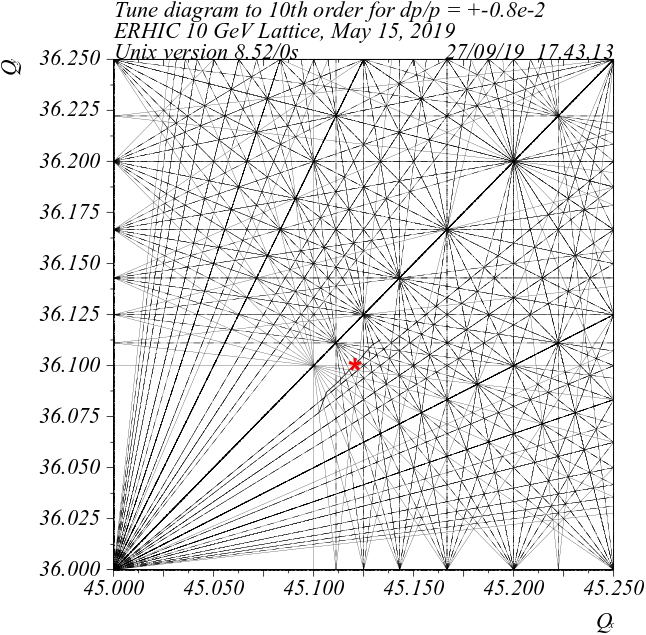 Tune diagram to 10th order for dp/p = +-0.8e-2
ERHIC 10 GeV Lattice, May 15, 2019
Unix version 8.52/0s 27/09/19 17.43.13
Qy
36.250
36.225
36.200
36.175
36.150
36.125
36.100
36.075
36.050
36.025
36.000
45.000 45.050 45.100 45.150 45.200 45.250
Qx